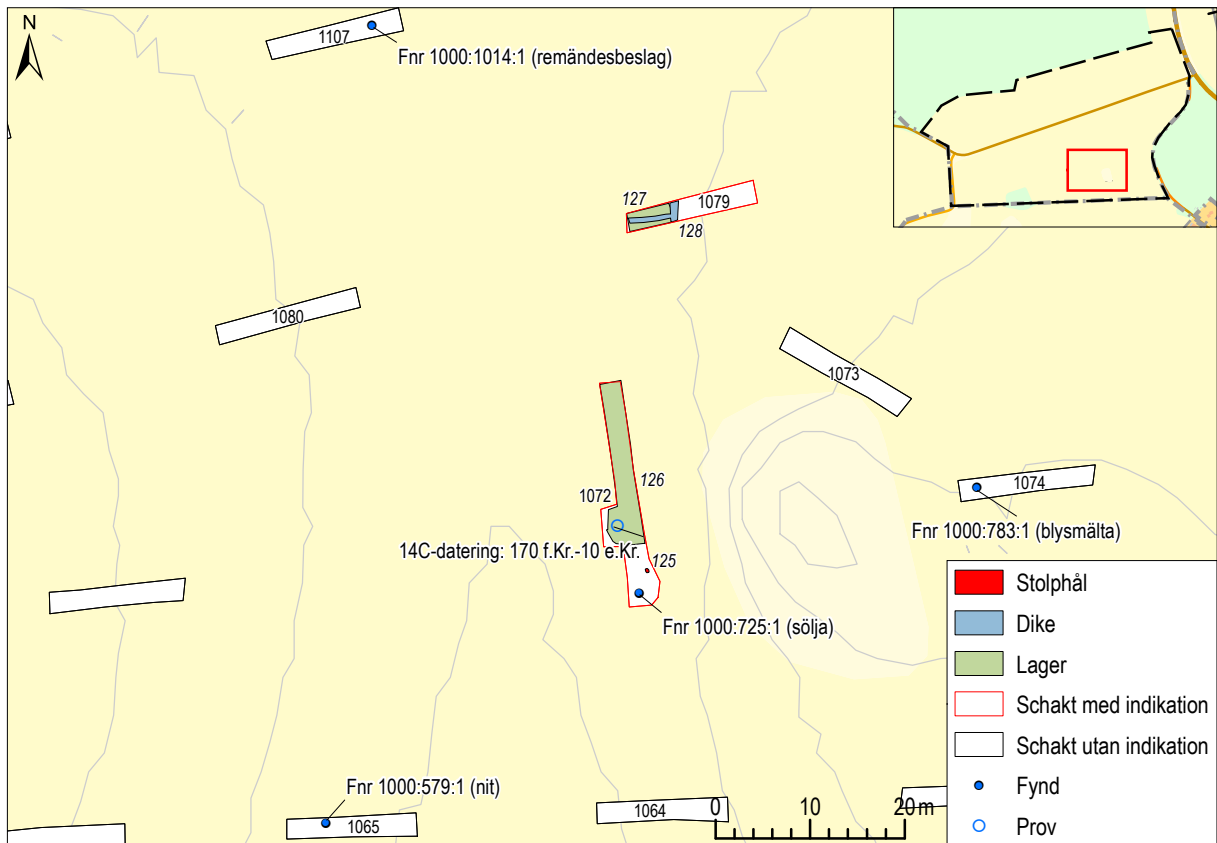 N
1107
Fnr 1000:1014:1 (remändesbeslag)
127
1079
128
1080
1073
126
1072
1074
Fnr 1000:783:1 (blysmälta)
14C-datering: 170 f.Kr.-10 e.Kr.
125
Fnr 1000:725:1 (sölja)
Stolphål
Dike
Lager
Schakt med indikation
Schakt utan indikation
Fynd
Prov
Fnr 1000:579:1 (nit)
1065
1064
0 10 20 m